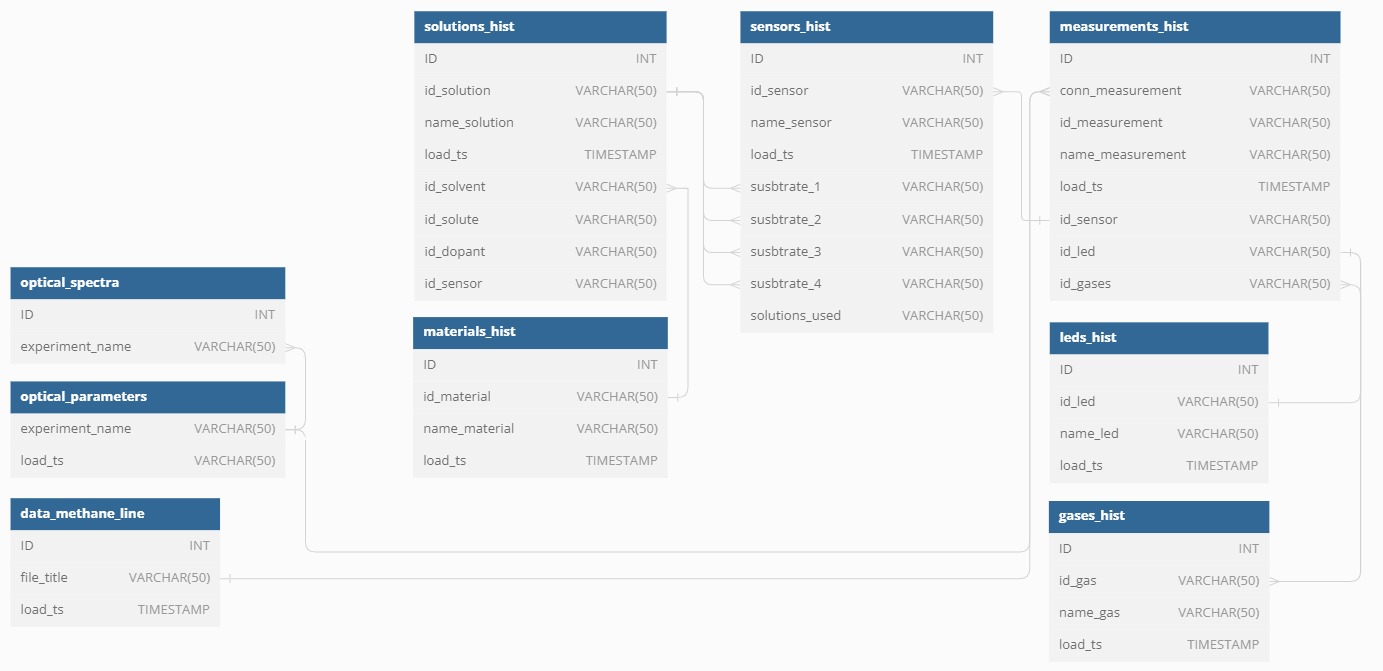 solutions_hist
ID INT
id_solution VARCHAR(50)
name_solution VARCHAR(50)
load_ts TIMESTAMP
id_solvent VARCHAR(50)
id_solute VARCHAR(50)
id_dopant VARCHAR(50)
id_sensor VARCHAR(50)
sensors_hist
ID INT
id_sensor VARCHAR(50)
name_sensor VARCHAR(50)
load_ts TIMESTAMP
susbtrate_1 VARCHAR(50)
susbtrate_2 VARCHAR(50)
susbtrate_3 VARCHAR(50)
susbtrate_4 VARCHAR(50)
solutions_used VARCHAR(50)
measurements_hist
ID INT
conn_measurement VARCHAR(50)
id_measurement VARCHAR(50)
name_measurement VARCHAR(50)
load_ts TIMESTAMP
id_sensor VARCHAR(50)
id_led VARCHAR(50)
id_gases VARCHAR(50)
optical_spectra
ID INT
experiment_name VARCHAR(50)
optical_parameters
experiment_name VARCHAR(50)
load_ts VARCHAR(50)
data_methane_line
ID INT
file_title VARCHAR(50)
load_ts TIMESTAMP
materials_hist
ID INT
id_material VARCHAR(50)
name_material VARCHAR(50)
load_ts TIMESTAMP
leds_hist
ID INT
id_led VARCHAR(50)
name_led VARCHAR(50)
load_ts TIMESTAMP
gases_hist
ID INT
id_gas VARCHAR(50)
name_gas VARCHAR(50)
load_ts TIMESTAMP